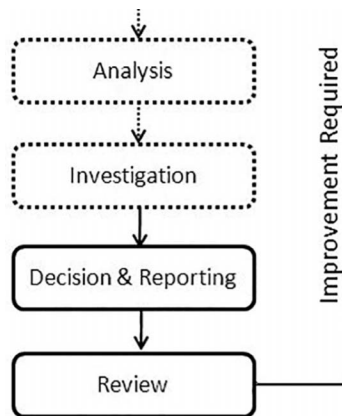 Analysis
Investigation
Decision & Reporting
Review
Improvement Required